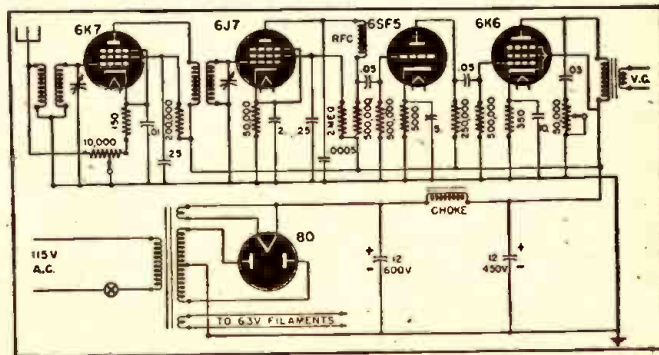 6K7
6J7
6SF5
6K6
RFC
.05
.05
.03
V.C.
150
.01
200,000
10,000
.25
50,000
.2
.25
2 MEG
500,000
.0005
500,000
5000
.5
250,000
500,000
350
10
50,000
CHOKE
80
115V
A.C.
+
-
12
600V
+
-
12
450V
TO 6.3V FILAMENTS